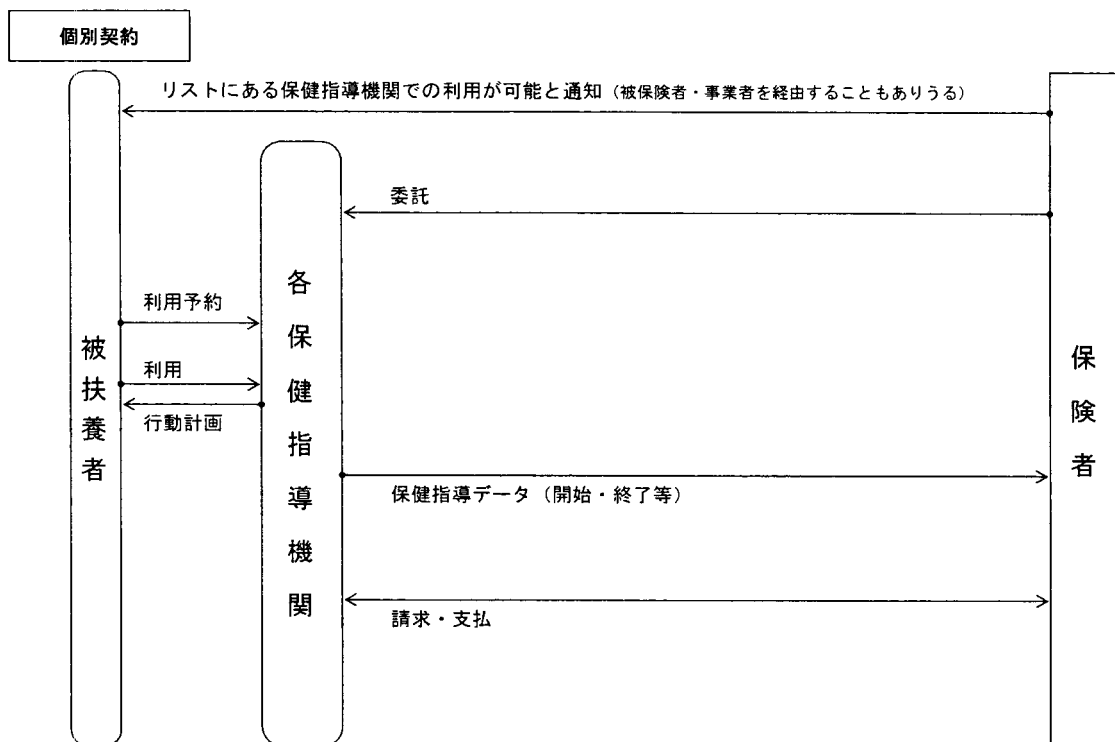 個別契約
リストにある保健指導機関での利用が可能と通知（被保険者・事業者を経由することもありうる）
委託
利用予約
利用
行動計画
保健指導データ（開始・終了等）
請求・支払
被扶養者
各保健指導機関
保険者